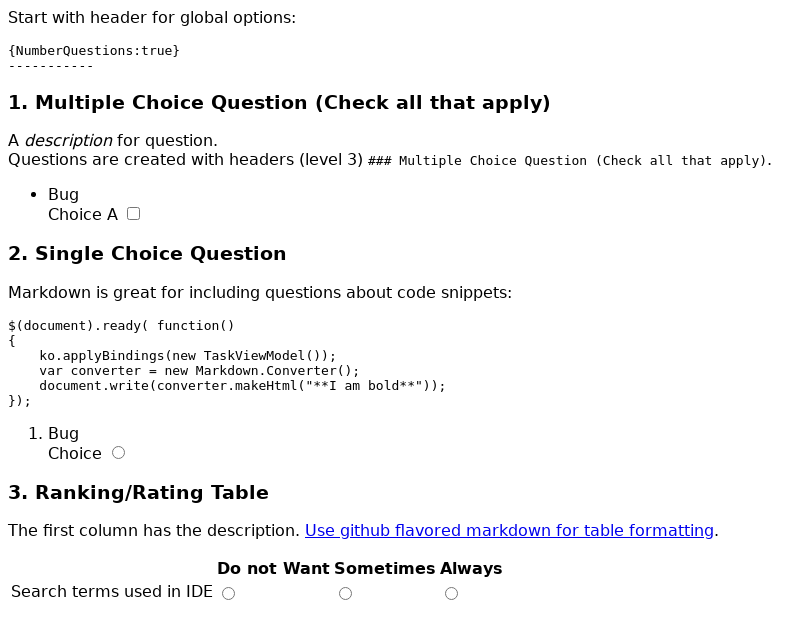 Start with header for global options:
{NumberQuestions:true}
-----------
1. Multiple Choice Question (Check all that apply)
A description for question.
Questions are created with headers (level 3) ### Multiple Choice Question (Check all that apply).
• Bug
Choice A
2. Single Choice Question
Markdown is great for including questions about code snippets:
$(document).ready( function()
{
    ko.applyBindings(new TaskViewModel());
    var converter = new Markdown.Converter();
    document.write(converter.makeHtml("**I am bold**"));
});
1. Bug
Choice
3. Ranking/Rating Table
The first column has the description. Use github flavored markdown for table formatting.
Do not Want Sometimes Always
Search terms used in IDE